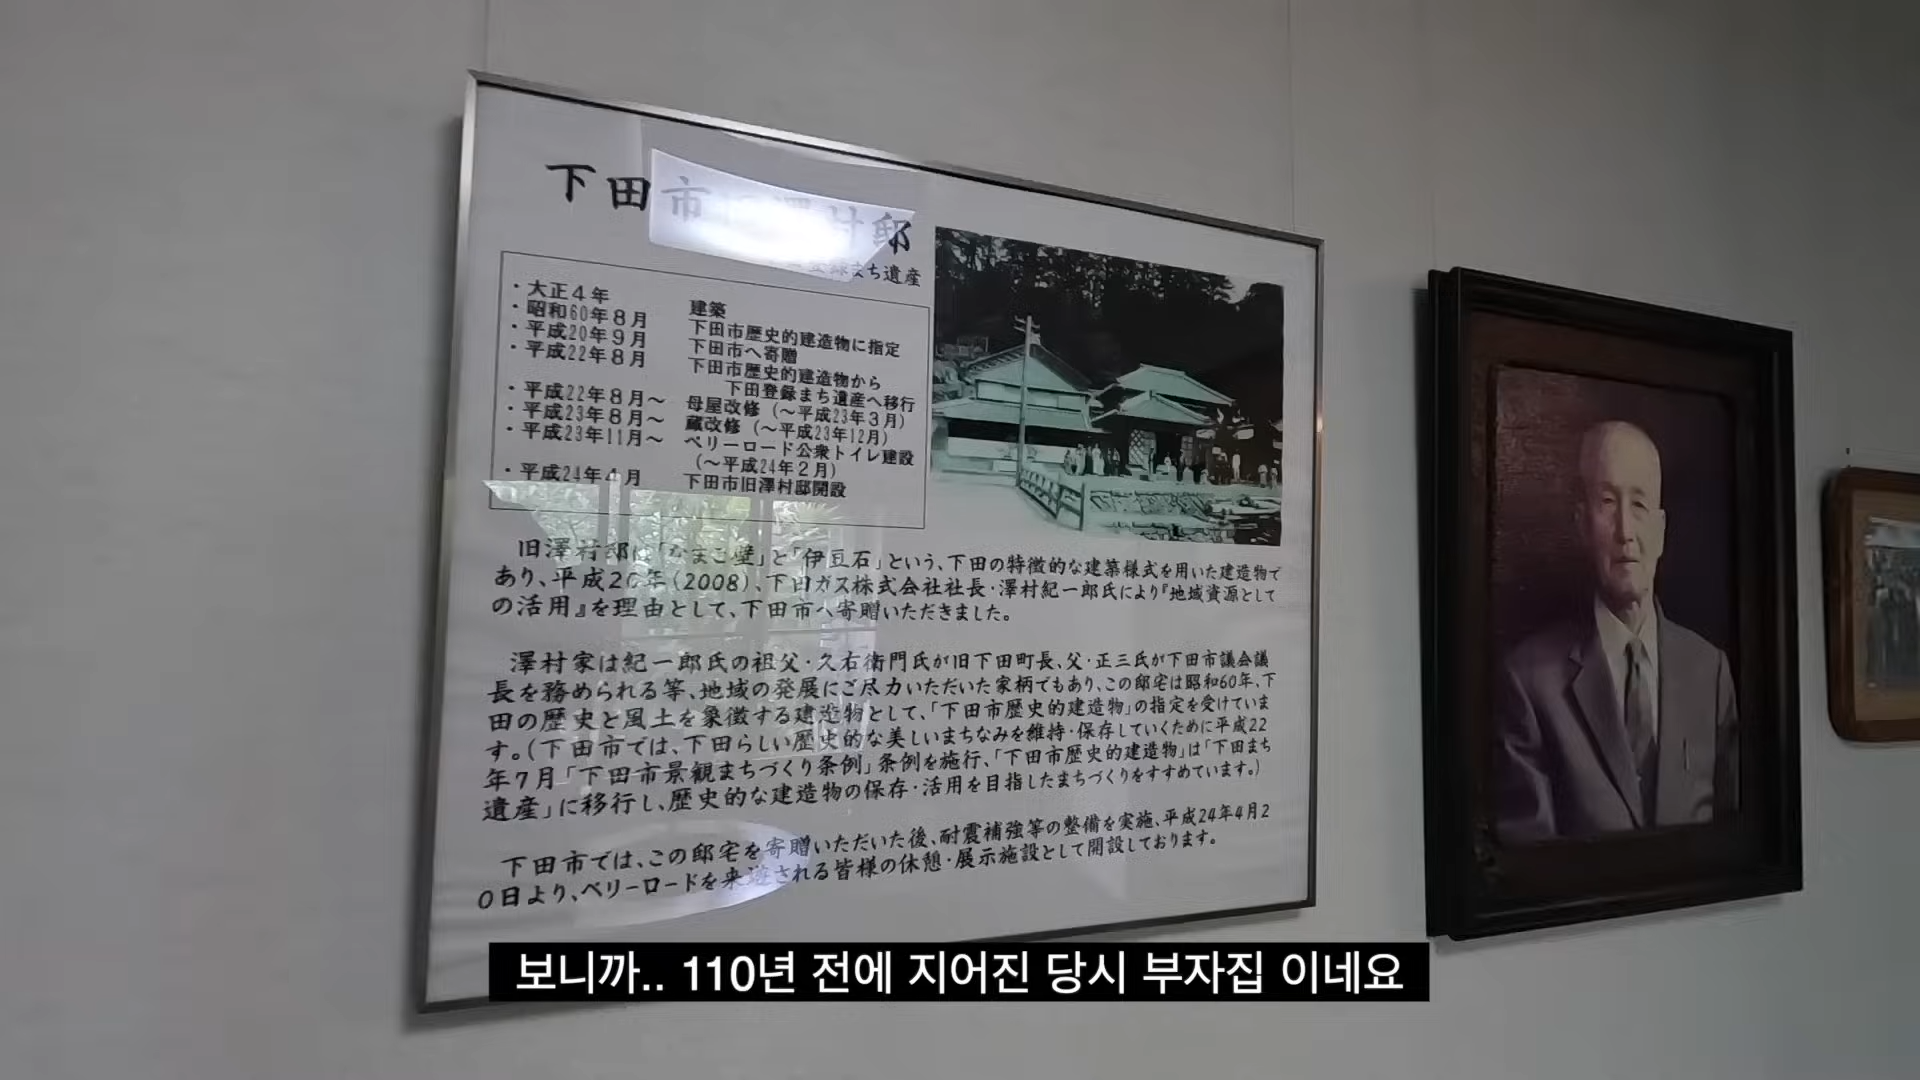 下田市 澤村邸
登録まち遺産
・大正4年 建築
・昭和60年8月 下田市歴史的建造物に指定
・平成20年9月 下田市へ寄贈
・平成22年8月 下田市歴史的建造物から
下田登録まち遺産へ移行
・平成22年8月～ 母屋改修（～平成23年3月）
・平成23年8月～ 蔵改修（～平成23年12月）
・平成23年11月～ ペリーロード公衆トイレ建設
（～平成24年2月）
・平成24年4月 下田市旧澤村邸開設
旧澤村邸は「なまこ壁」と「伊豆石」という、下田の特徴的な建築様式を用いた建造物で
あり、平成20年(2008)、下田ガス株式会社社長・澤村紀一郎氏により『地域資源として
の活用』を理由として、下田市へ寄贈いただきました。
澤村家は紀一郎氏の祖父・久右衛門氏が旧下田町長、父・正三氏が下田市議会議
長を務められる等、地域の発展にご尽力いただいた家柄でもあり、この邸宅は昭和60年、下
田の歴史と風土を象徴する建造物として、「下田市歴史的建造物」の指定を受けていま
す。(下田市では、下田らしい歴史的な美しいまちなみを維持・保存していくために平成22
年7月「下田市景観まちづくり条例」条例を施行、「下田市歴史的建造物」は「下田まち
遺産」に移行し、歴史的な建造物の保存・活用を目指したまちづくりをすすめています。)
下田市では、この邸宅を寄贈いただいた後、耐震補強等の整備を実施、平成24年4月2
0日より、ペリーロードを来遊される皆様の休憩・展示施設として開設しております。
보니까.. 110년 전에 지어진 당시 부자집 이네요